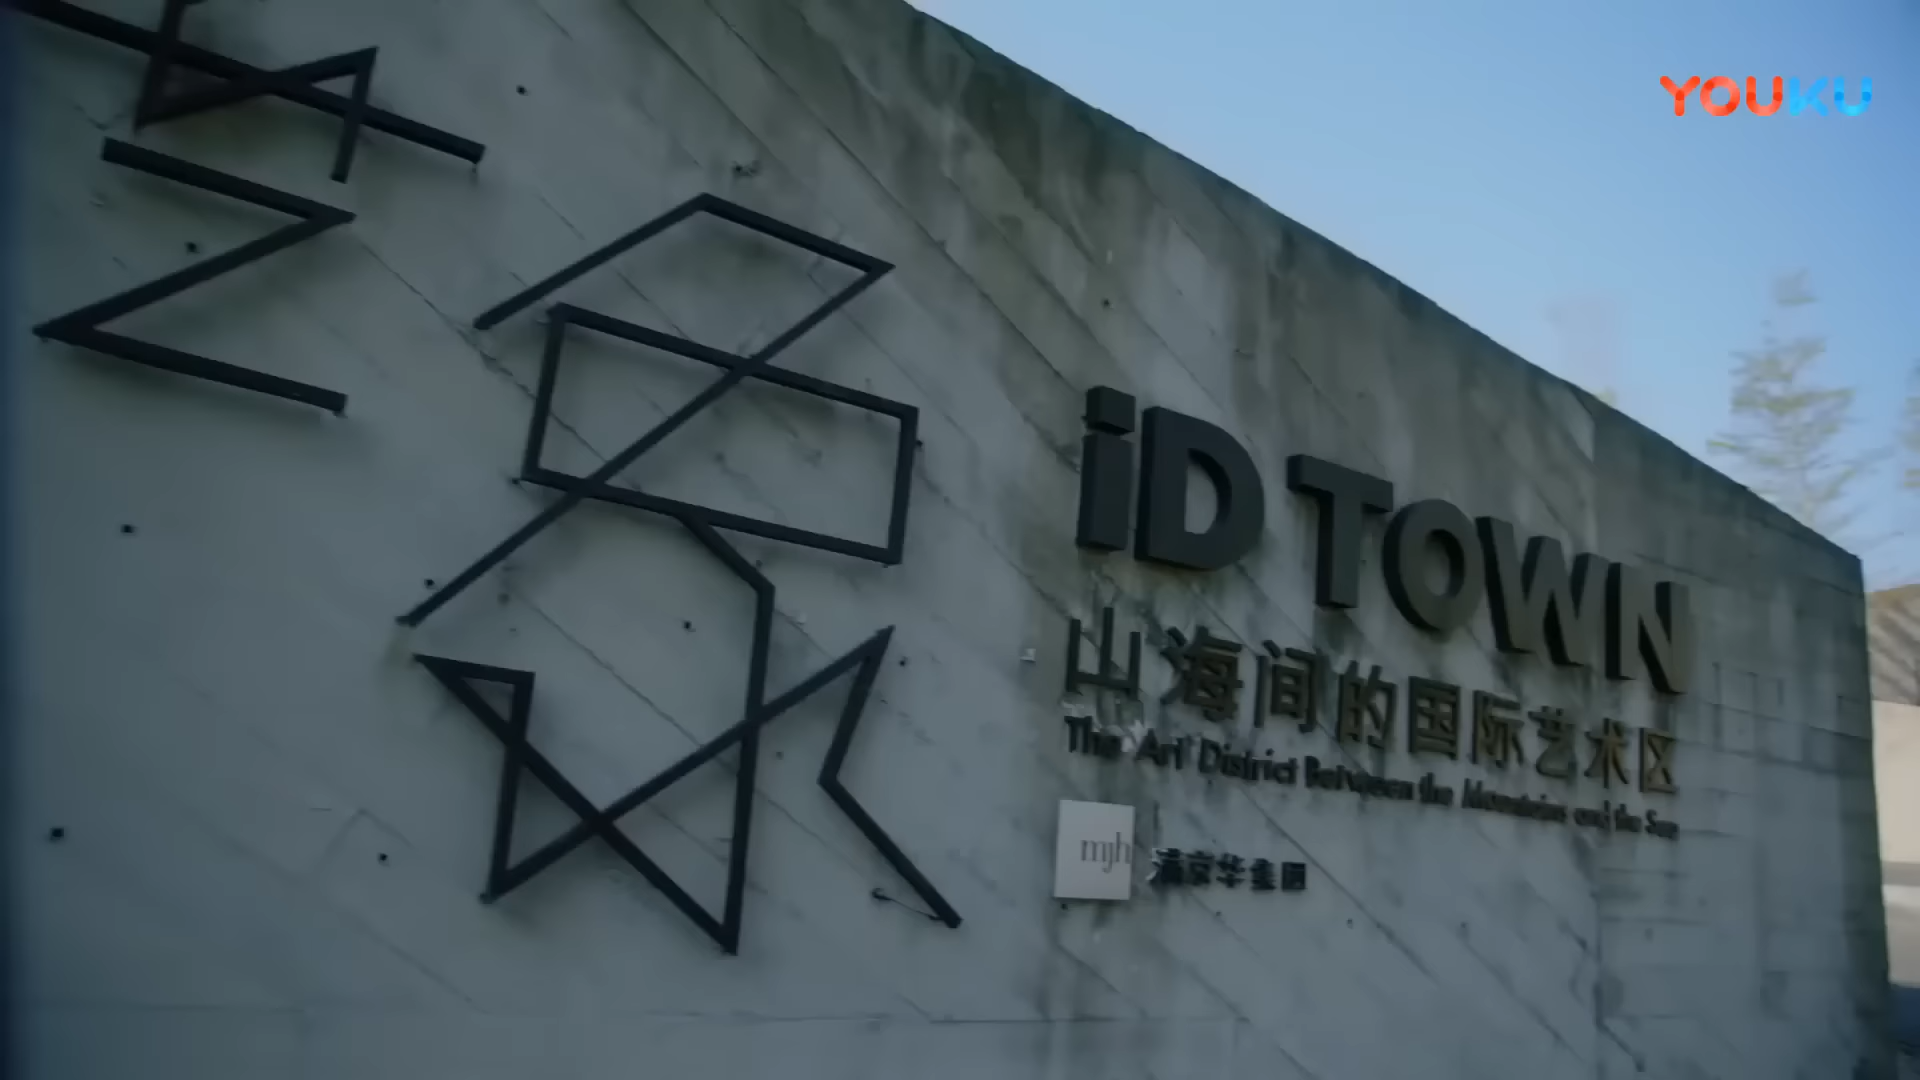 YOUKU
iD TOWN
山海间的国际艺术区
The Art District Between the Mountains and the Sea
mjh
满京华集团